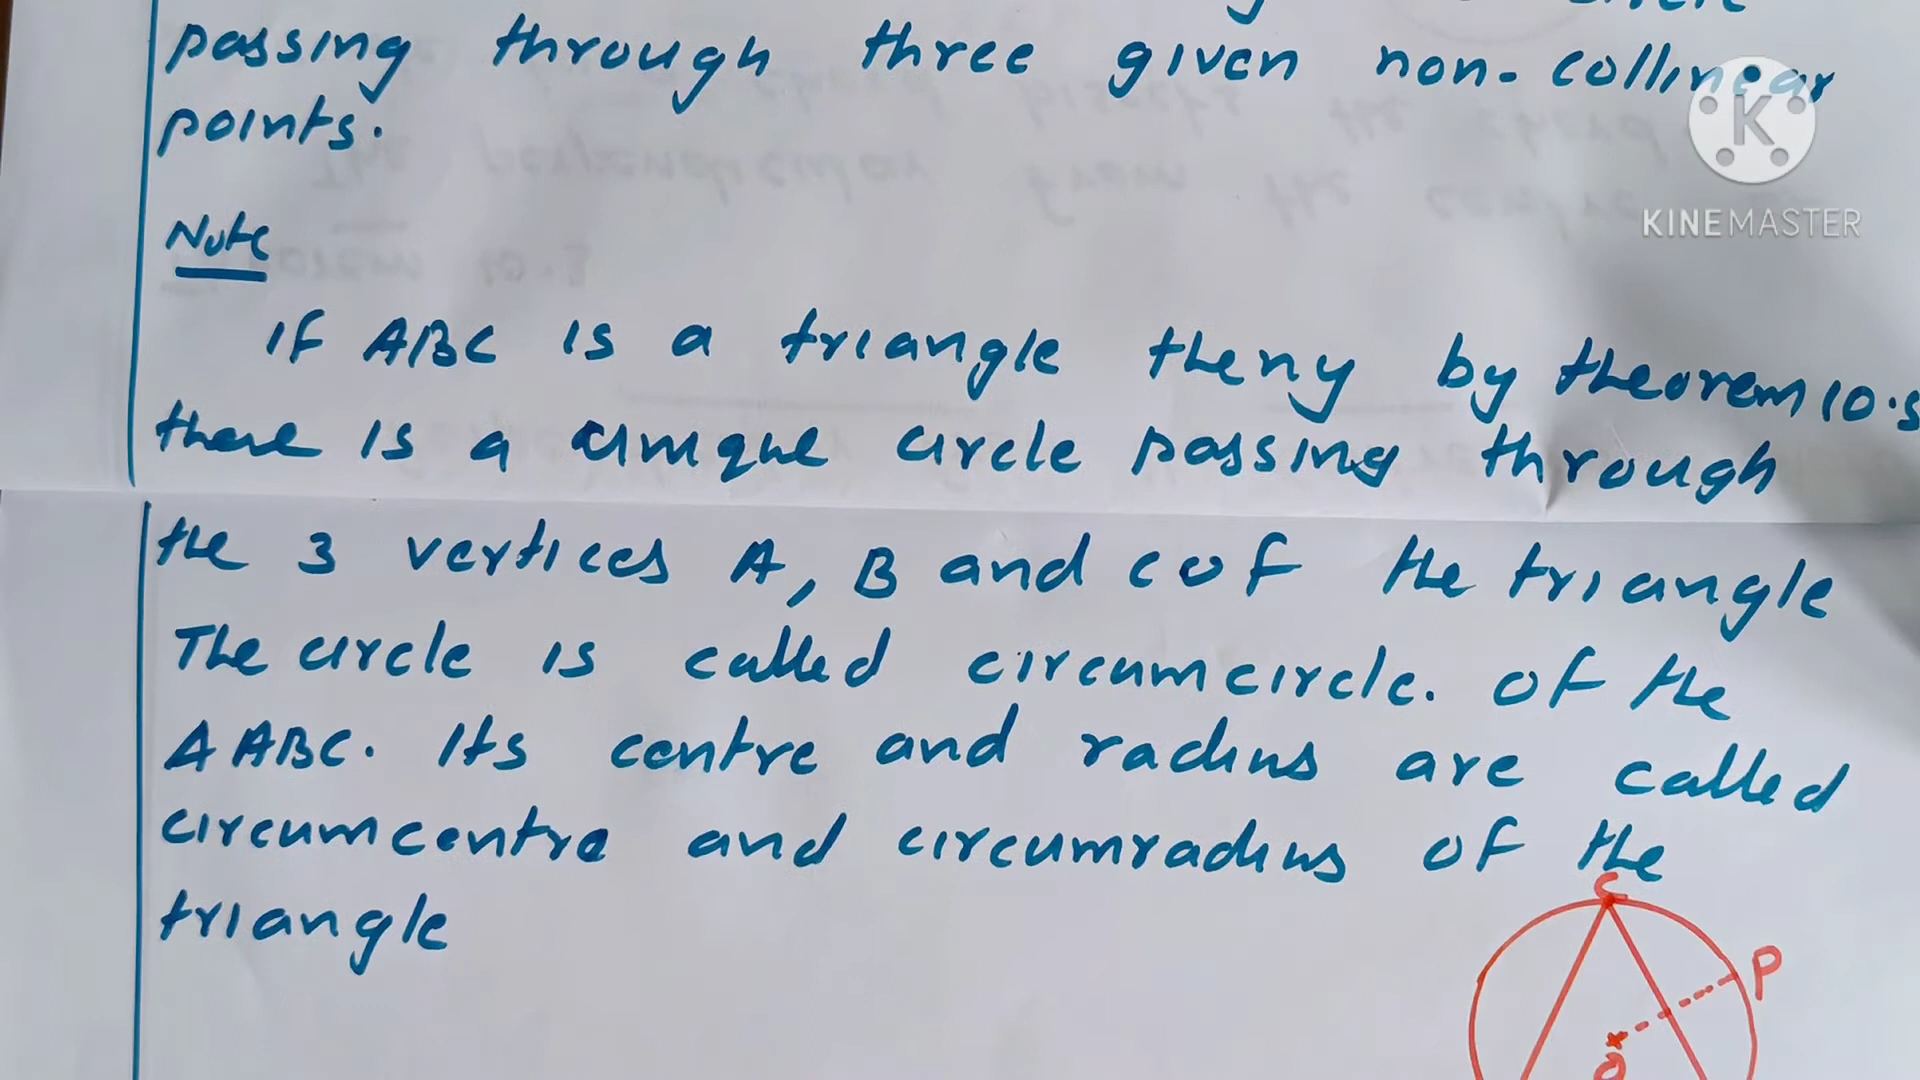 passing through three given non-collinear
points.
Note
If ABC is a triangle theny by theorem 10.5
there is a unique circle passing through
the 3 vertices A, B and C of the triangle
The circle is called circumcircle. of the
Δ ABC. Its centre and radius are called
circumcentre and circumradius of the
triangle
C
P
O
K
KINEMASTER